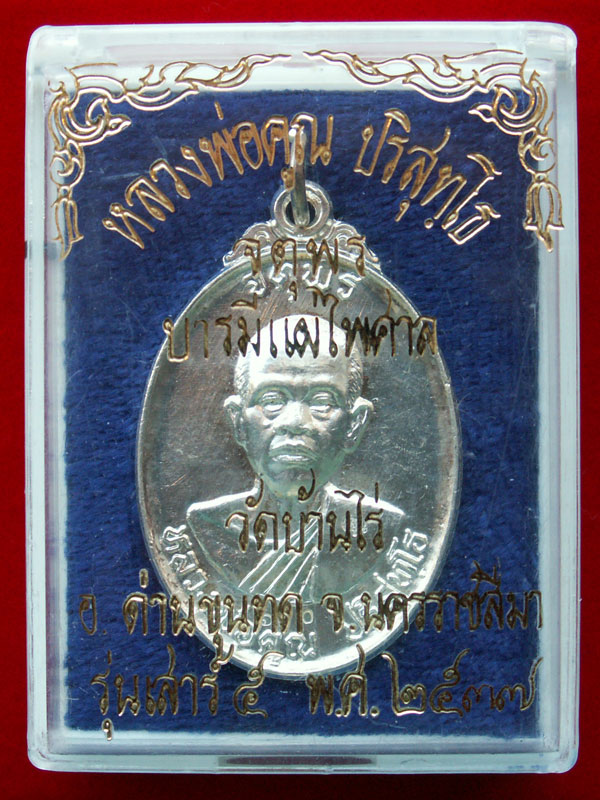 หลวงพ่อคูณ ปริสุทฺโธ
จตุพร
บารมีแผ่ไพศาล
วัดบ้านไร่
อ. ด่านขุนทด จ. นครราชสีมา
รุ่นเสาร์ ๕ พ.ศ. ๒๕๓๗